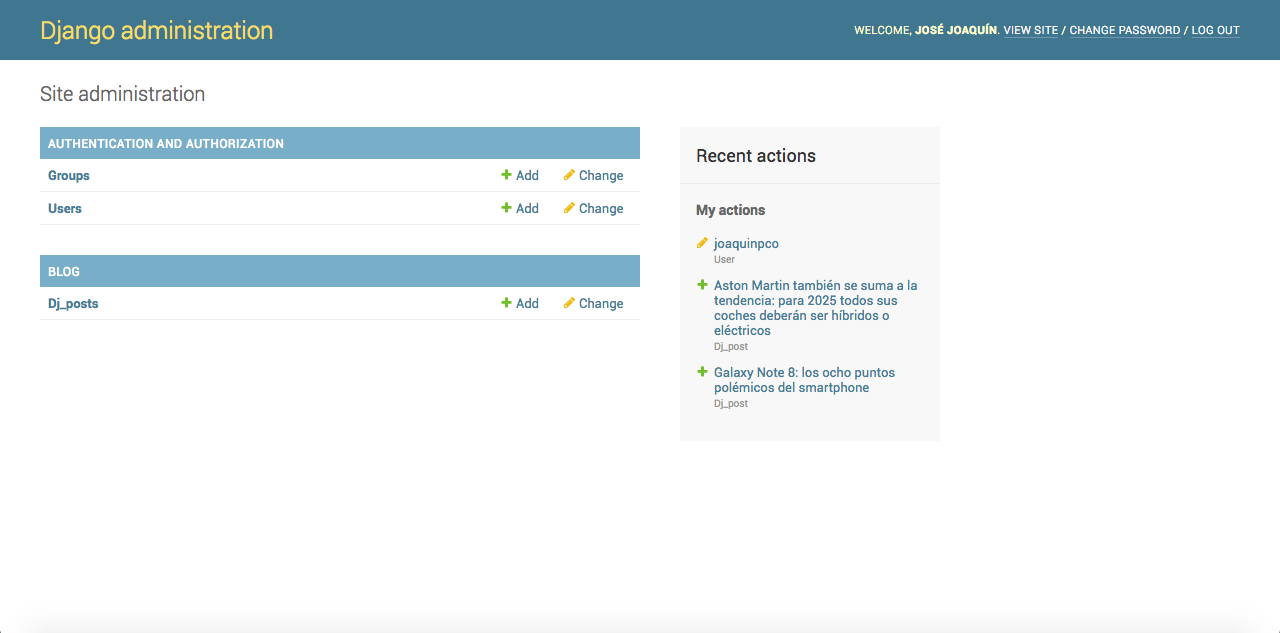 Django administration
WELCOME, JOSÉ JOAQUÍN. VIEW SITE / CHANGE PASSWORD / LOG OUT
Site administration
AUTHENTICATION AND AUTHORIZATION
Groups Add Change
Users Add Change
BLOG
Dj_posts Add Change
Recent actions
My actions
joaquinpco
User
Aston Martin también se suma a la
tendencia: para 2025 todos sus
coches deberán ser híbridos o
eléctricos
Dj_post
Galaxy Note 8: los ocho puntos
polémicos del smartphone
Dj_post